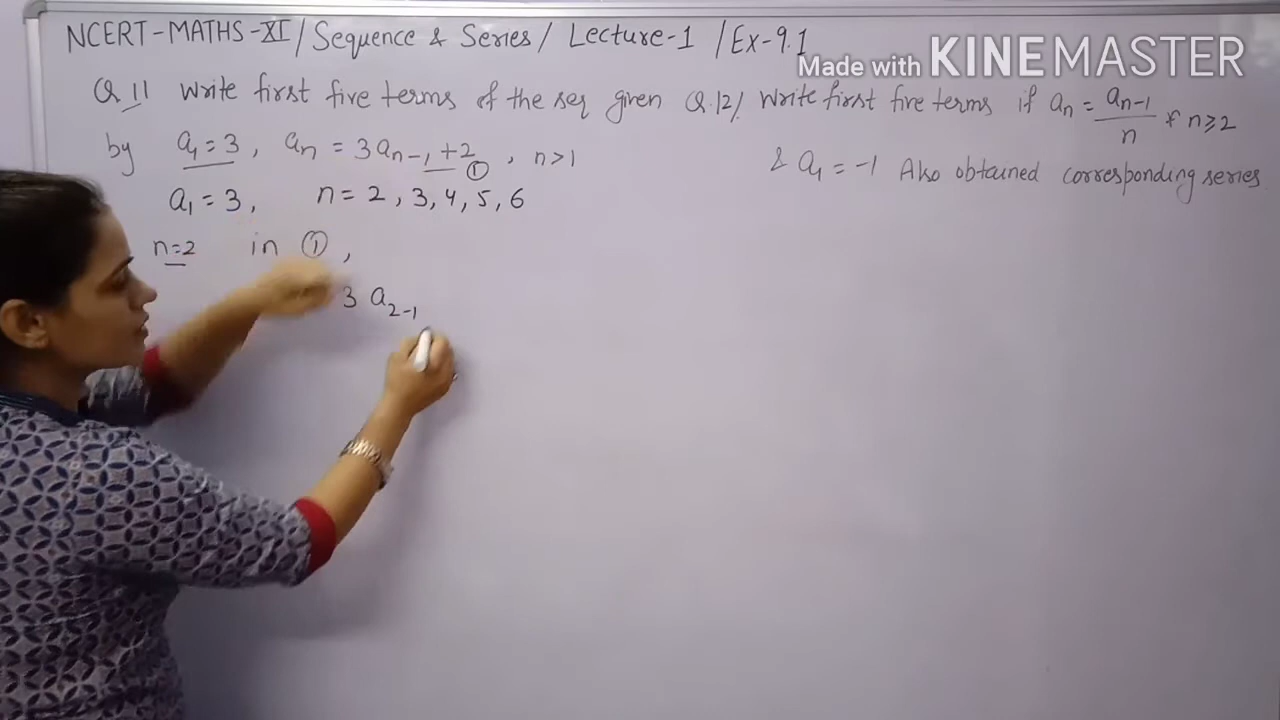 NCERT-MATHS-XI/Sequence & Series/ Lecture-1 /Ex-9.1
Made with KINEMASTER
Q.11 Write first five terms of the seq given
by a₁ = 3, aₙ = 3aₙ₋₁ + 2, n>1
①
a₁ = 3, n = 2, 3, 4, 5, 6
n=2 in ①,
3 a₂₋₁
Q.12/. Write first five terms if aₙ = aₙ₋₁/n & n≥2
& a₁ = -1 Also obtained corresponding series